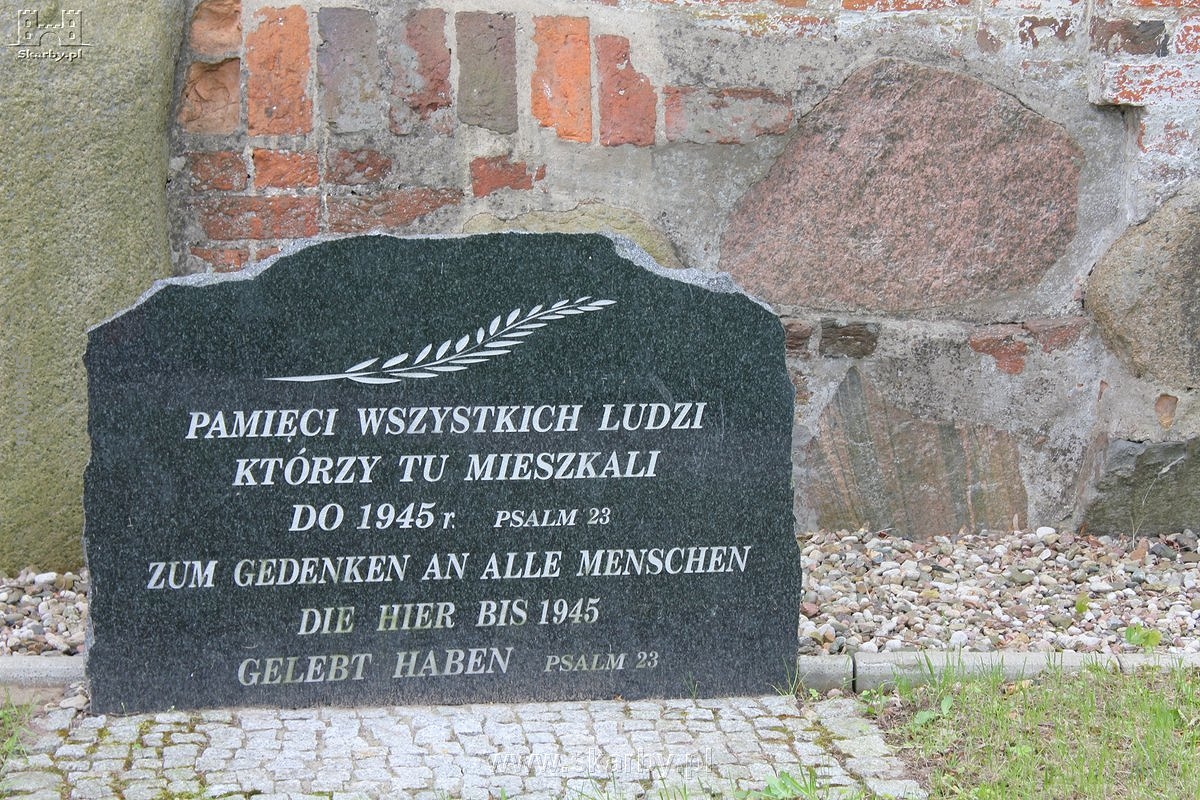 Skarby.pl
PAMIĘCI WSZYSTKICH LUDZI
KTÓRZY TU MIESZKALI
DO 1945 r. PSALM 23
ZUM GEDENKEN AN ALLE MENSCHEN
DIE HIER BIS 1945
GELEBT HABEN PSALM 23
www.skarby.pl